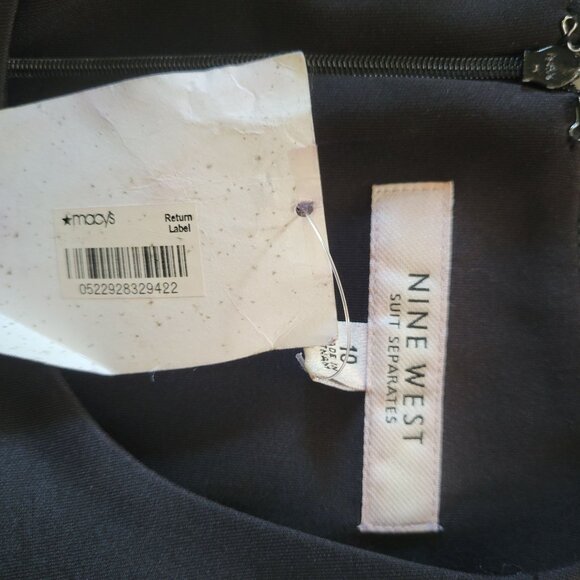 ★macy's
Return
Label
0522928329422
NINE WEST
SUIT SEPARATES
10